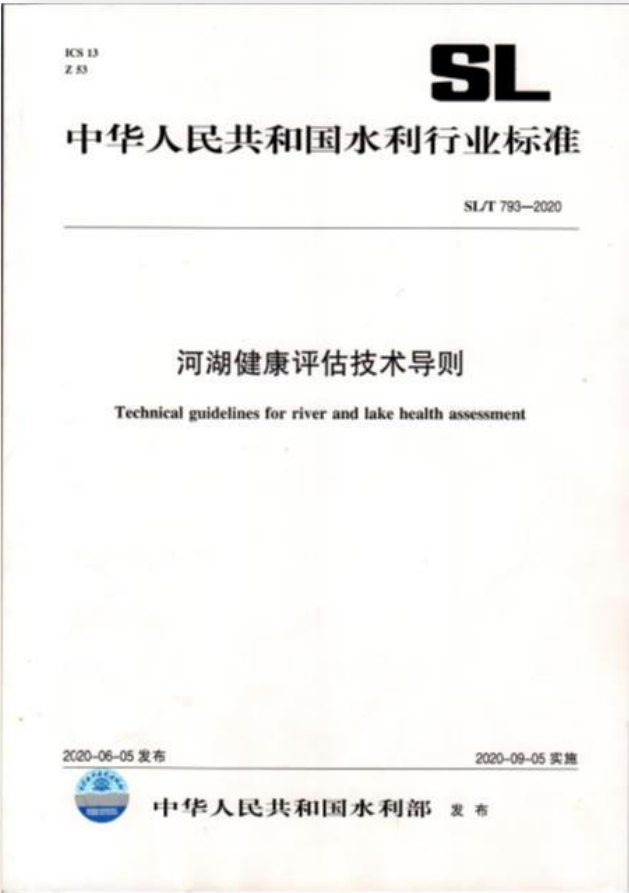 ICS 13
Z 53
SL
中华人民共和国水利行业标准
SL/T 793—2020
河湖健康评估技术导则
Technical guidelines for river and lake health assessment
2020-06-05 发布
2020-09-05 实施
中华人民共和国水利部 发布